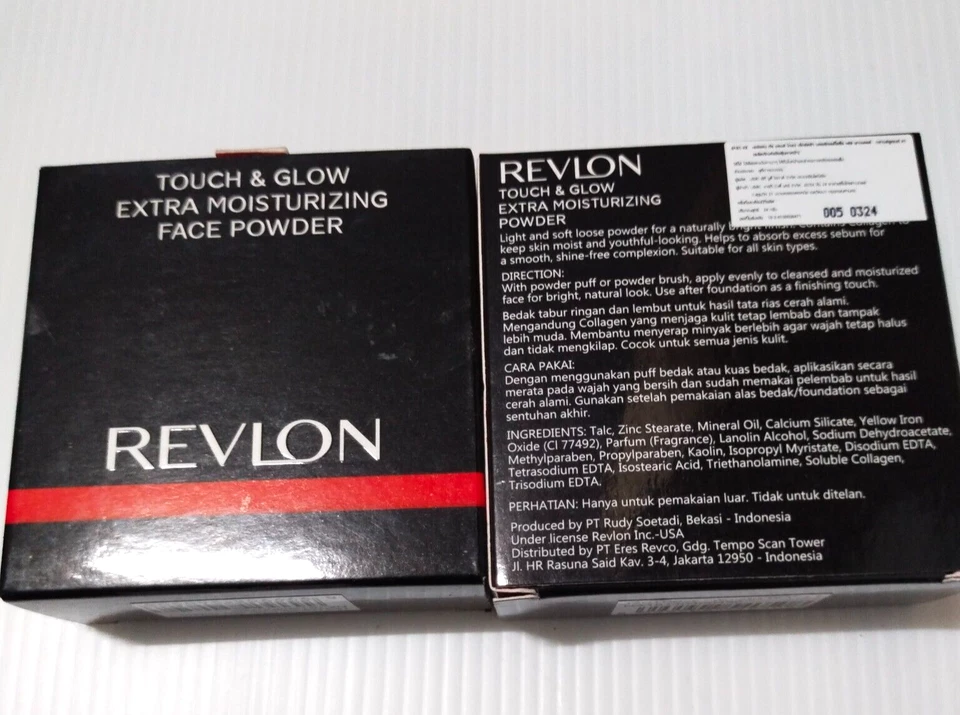 TOUCH & GLOW
EXTRA MOISTURIZING
FACE POWDER
REVLON
REVLON
TOUCH & GLOW
EXTRA MOISTURIZING
POWDER
Light and soft loose powder for a naturally bright finish. Contains Collagen to
keep skin moist and youthful-looking. Helps to absorb excess sebum for
a smooth, shine-free complexion. Suitable for all skin types.
DIRECTION:
With powder puff or powder brush, apply evenly to cleansed and moisturized
face for bright, natural look. Use after foundation as a finishing touch.
Bedak tabur ringan dan lembut untuk hasil tata rias cerah alami.
Mengandung Collagen yang menjaga kulit tetap lembab dan tampak
lebih muda. Membantu menyerap minyak berlebih agar wajah tetap halus
dan tidak mengkilap. Cocok untuk semua jenis kulit.
CARA PAKAI:
Dengan menggunakan puff bedak atau kuas bedak, aplikasikan secara
merata pada wajah yang bersih dan sudah memakai pelembab untuk hasil
cerah alami. Gunakan setelah pemakaian alas bedak/foundation sebagai
sentuhan akhir.
INGREDIENTS: Talc, Zinc Stearate, Mineral Oil, Calcium Silicate, Yellow Iron
Oxide (CI 77492), Parfum (Fragrance), Lanolin Alcohol, Sodium Dehydroacetate,
Methylparaben, Propylparaben, Kaolin, Isopropyl Myristate, Disodium EDTA,
Tetrasodium EDTA, Isostearic Acid, Triethanolamine, Soluble Collagen,
Trisodium EDTA.
PERHATIAN: Hanya untuk pemakaian luar. Tidak untuk ditelan.
Produced by PT Rudy Soetadi, Bekasi - Indonesia
Under license Revlon Inc.-USA
Distributed by PT Eres Revco, Gdg. Tempo Scan Tower
Jl. HR Rasuna Said Kav. 3-4, Jakarta 12950 - Indonesia
005 0324